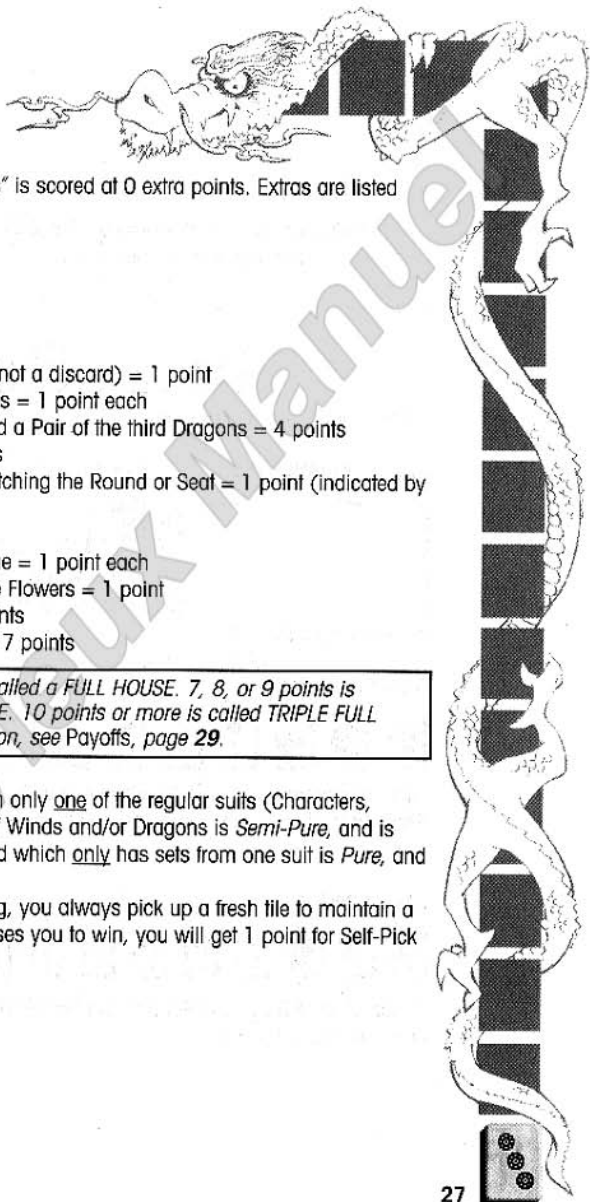 " is scored at 0 extra points. Extras are listed
not a discard) = 1 point
s = 1 point each
d a Pair of the third Dragons = 4 points
s
tching the Round or Seat = 1 point (indicated by
e = 1 point each
Flowers = 1 point
nts
7 points
alled a FULL HOUSE. 7, 8, or 9 points is
E. 10 points or more is called TRIPLE FULL
on, see Payoffs, page 29.
only one of the regular suits (Characters,
Winds and/or Dragons is Semi-Pure, and is
d which only has sets from one suit is Pure, and
g, you always pick up a fresh tile to maintain a
ses you to win, you will get 1 point for Self-Pick
27
Vieux Manuel